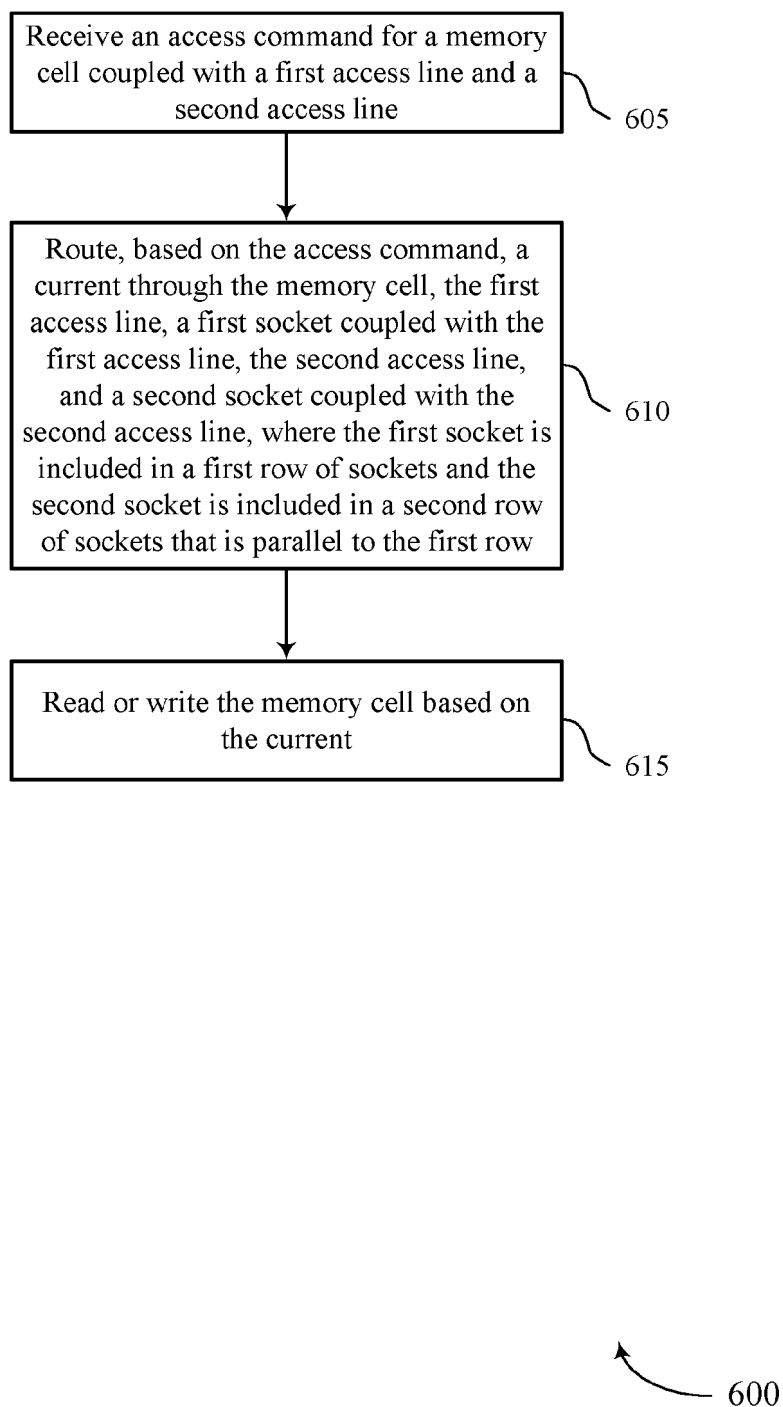 Receive an access command for a memory
cell coupled with a first access line and a
second access line
605
Route, based on the access command, a
current through the memory cell, the first
access line, a first socket coupled with the
first access line, the second access line,
and a second socket coupled with the
second access line, where the first socket is
included in a first row of sockets and the
second socket is included in a second row
of sockets that is parallel to the first row
610
Read or write the memory cell based on
the current
615
600